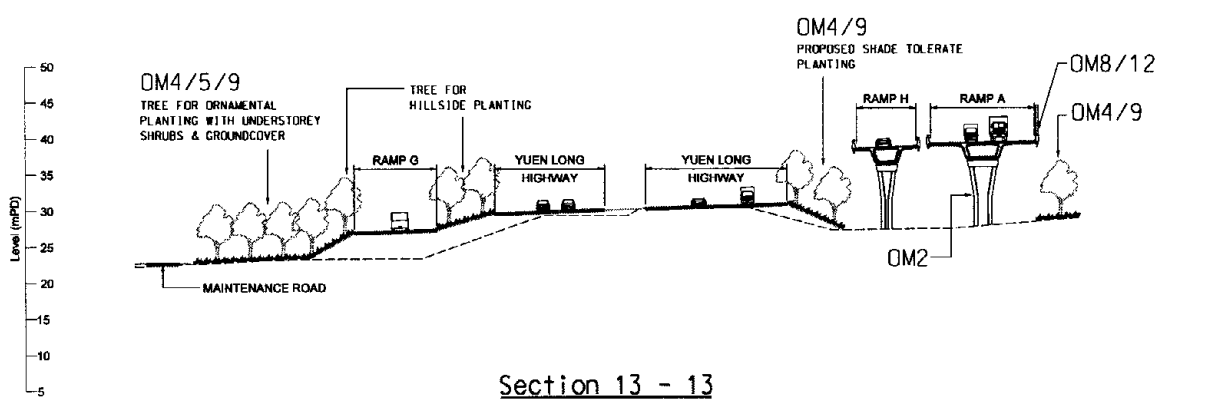 OM4/9
PROPOSED SHADE TOLERATE
PLANTING
OM8/12
OM4/5/9
TREE FOR ORNAMENTAL
PLANTING WITH UNDERSTOREY
SHRUBS & GROUNDCOVER
TREE FOR
HILLSIDE PLANTING
RAMP H
RAMP A
OM4/9
RAMP G
YUEN LONG
HIGHWAY
YUEN LONG
HIGHWAY
OM2
MAINTENANCE ROAD
Level (mPD)
50
45
40
35
30
25
20
15
10
5
Section 13 - 13